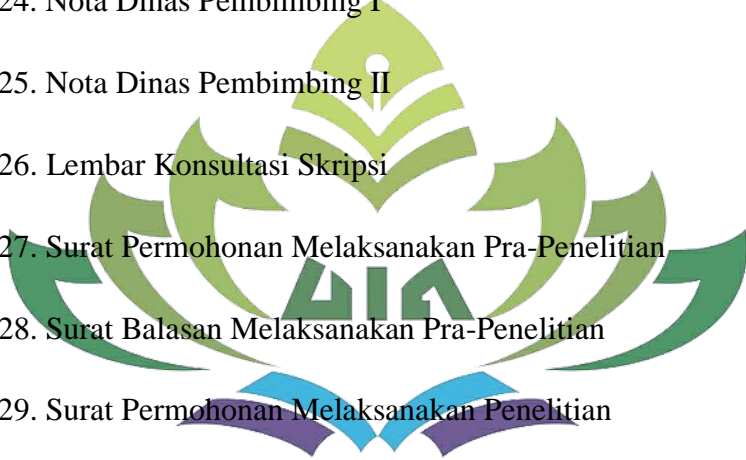 24. Nota Dinas Pembimbing I
25. Nota Dinas Pembimbing II
26. Lembar Konsultasi Skripsi
27. Surat Permohonan Melaksanakan Pra-Penelitian
UIN
28. Surat Balasan Melaksanakan Pra-Penelitian
29. Surat Permohonan Melaksanakan Penelitian